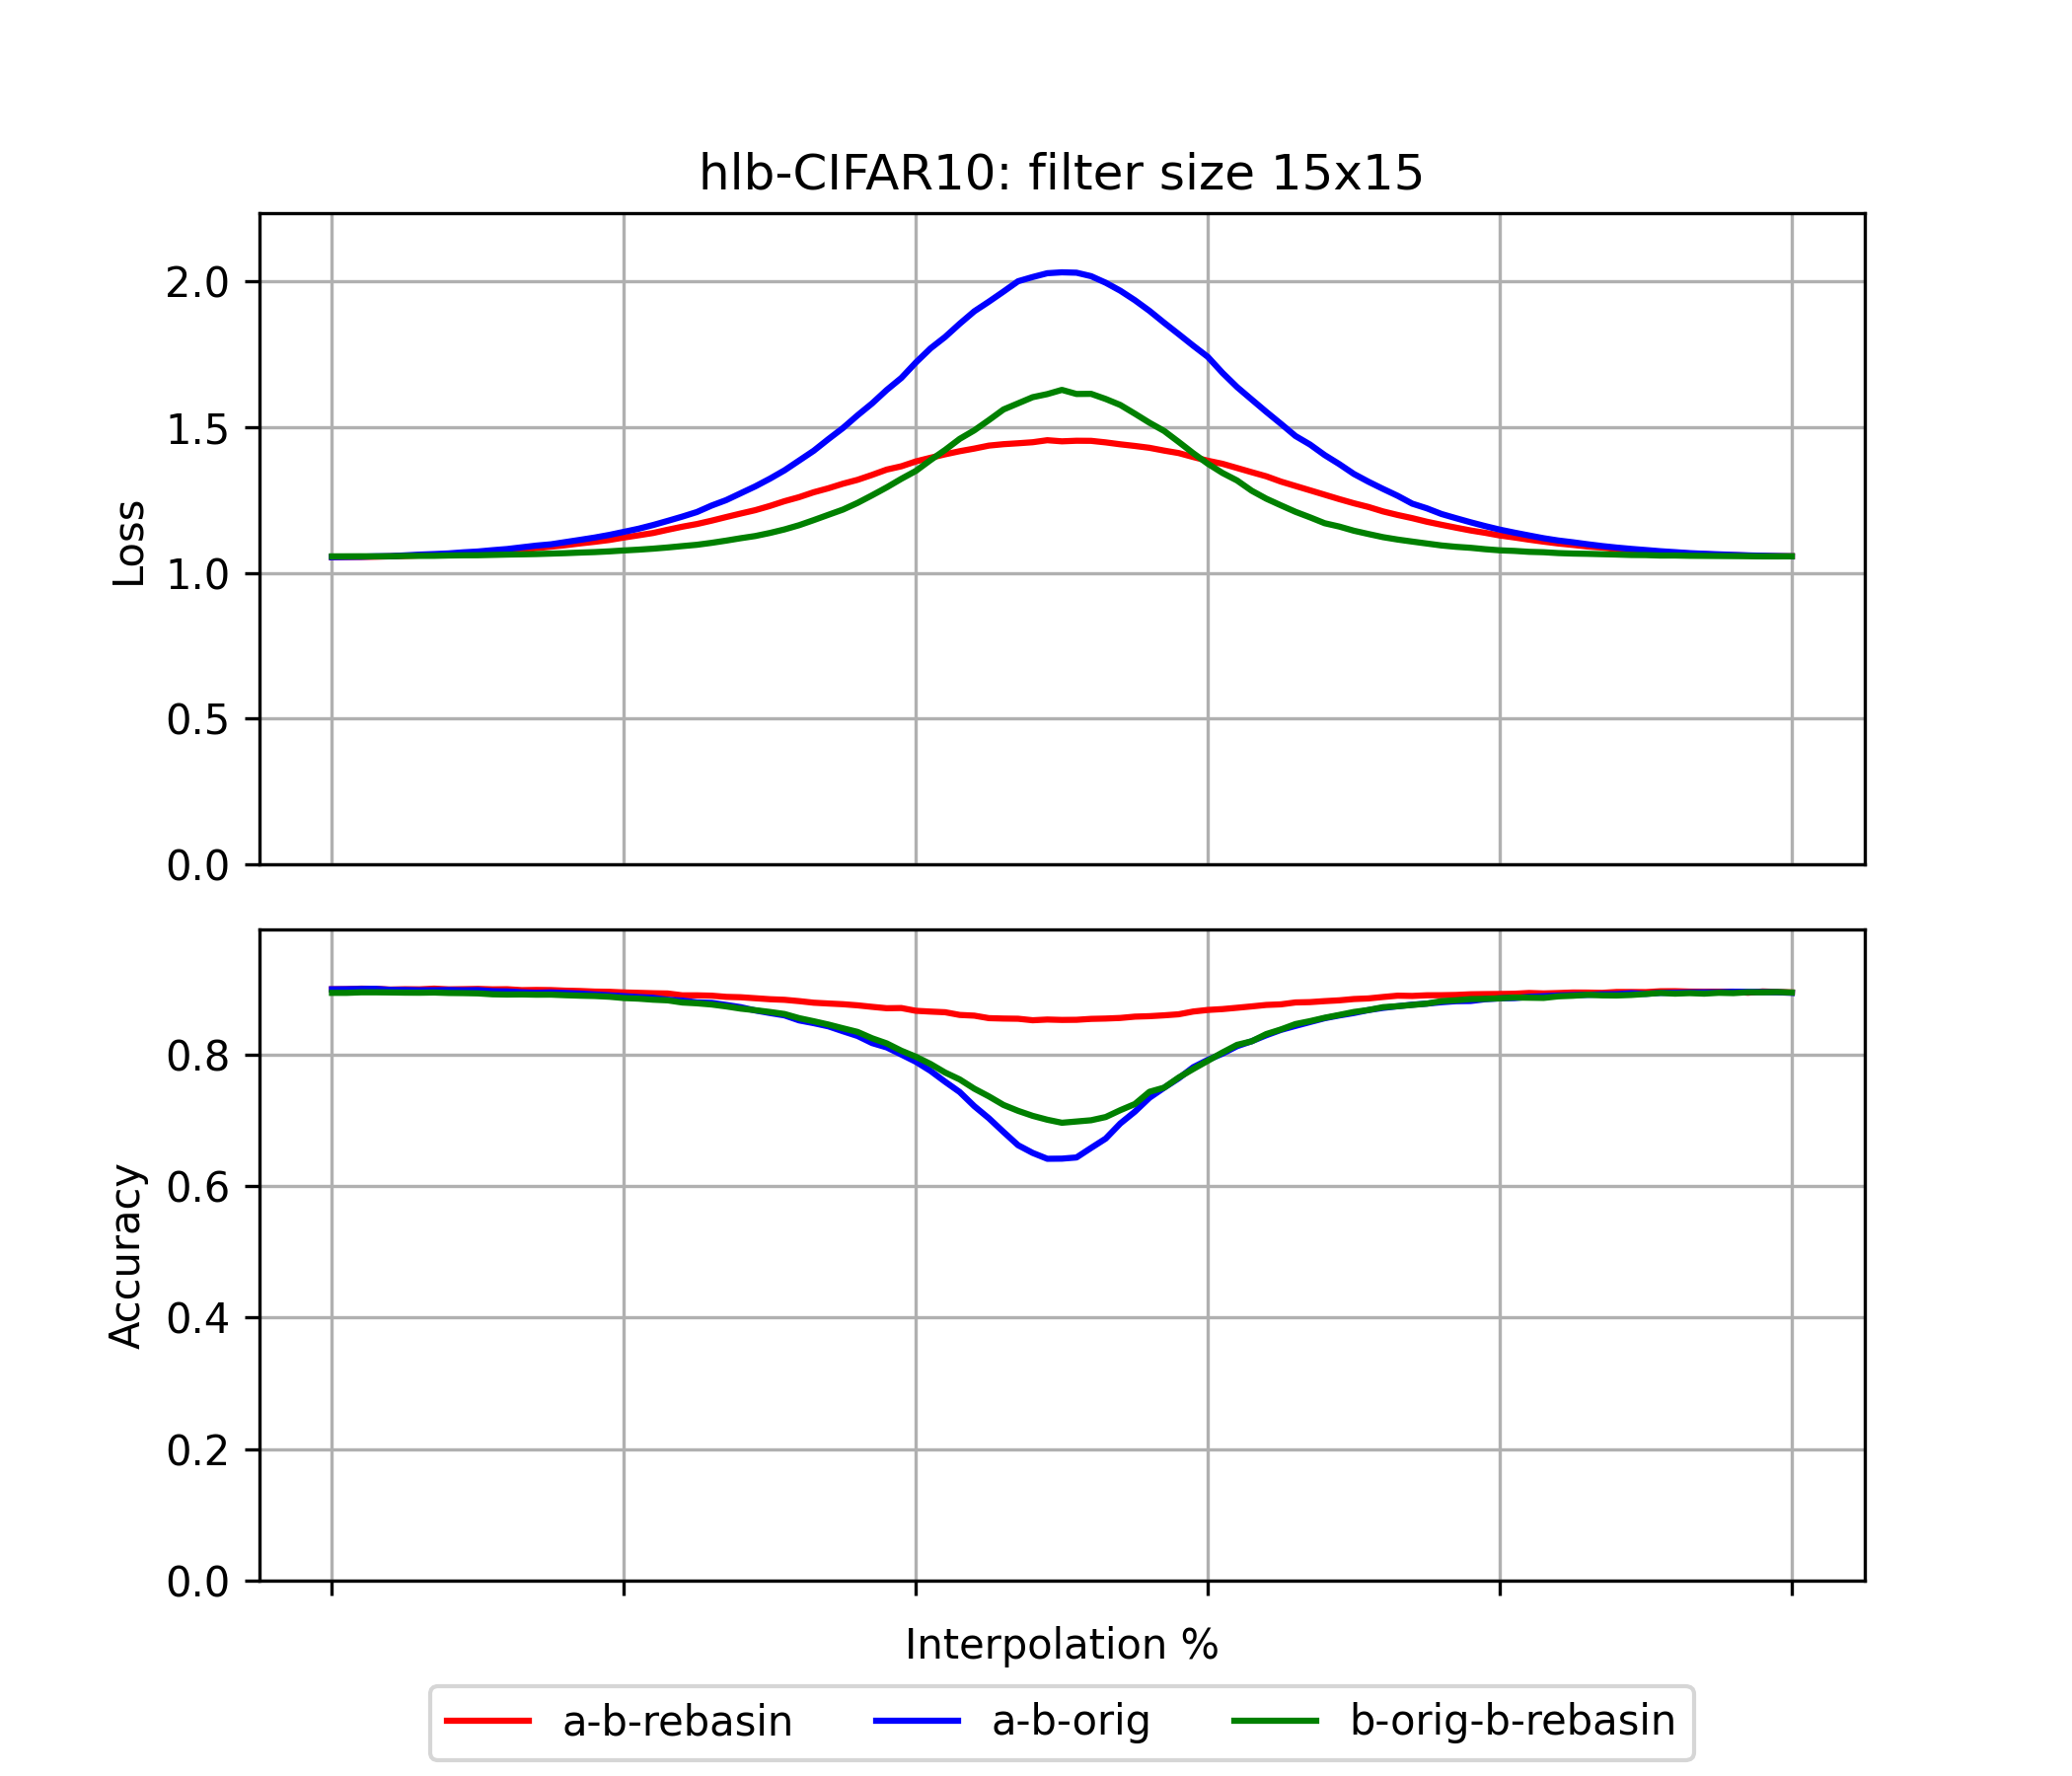 hlb-CIFAR10: filter size 15x15
2.0
1.5
1.0
0.5
0.0
Loss
0.8
0.6
0.4
0.2
0.0
Accuracy
Interpolation %
a-b-rebasin a-b-orig b-orig-b-rebasin